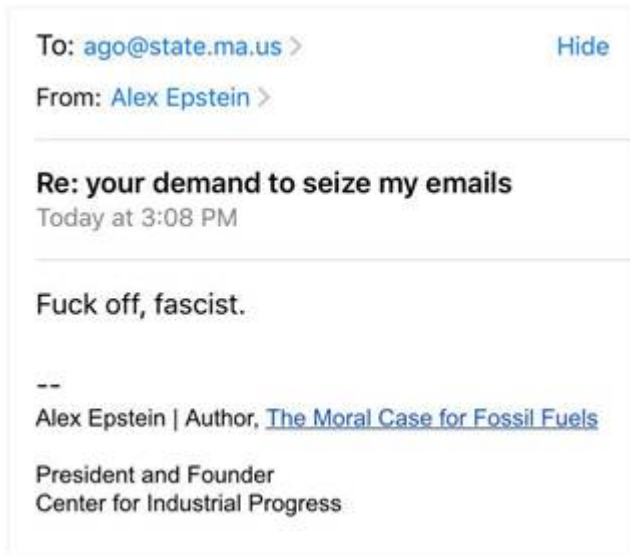 To: ago@state.ma.us > Hide
From: Alex Epstein >
Re: your demand to seize my emails
Today at 3:08 PM
Fuck off, fascist.
--
Alex Epstein | Author, The Moral Case for Fossil Fuels
President and Founder
Center for Industrial Progress